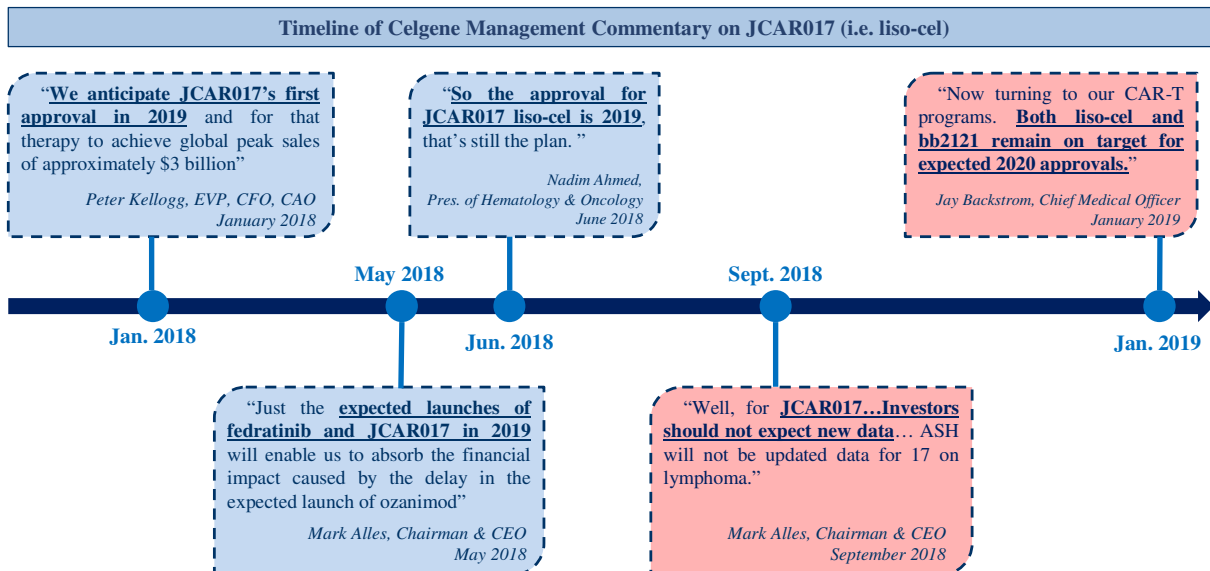 Timeline of Celgene Management Commentary on JCAR017 (i.e. liso-cel)
“We anticipate JCAR017’s first
approval in 2019 and for that
therapy to achieve global peak sales
of approximately $3 billion”
Peter Kellogg, EVP, CFO, CAO
January 2018
“So the approval for
JCAR017 liso-cel is 2019,
that’s still the plan. ”
Nadim Ahmed,
Pres. of Hematology & Oncology
June 2018
“Now turning to our CAR-T
programs. Both liso-cel and
bb2121 remain on target for
expected 2020 approvals.”
Jay Backstrom, Chief Medical Officer
January 2019
May 2018
Sept. 2018
Jan. 2018
Jun. 2018
Jan. 2019
“Just the expected launches of
fedratinib and JCAR017 in 2019
will enable us to absorb the financial
impact caused by the delay in the
expected launch of ozanimod”
Mark Alles, Chairman & CEO
May 2018
“Well, for JCAR017…Investors
should not expect new data… ASH
will not be updated data for 17 on
lymphoma.”
Mark Alles, Chairman & CEO
September 2018